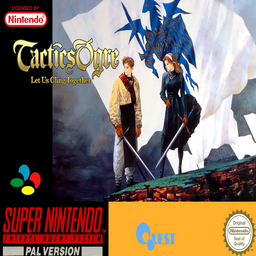 LICENSED BY
Nintendo
Tactics Ogre
Let Us Cling Together
SUPER NINTENDO
ENTERTAINMENT SYSTEM
PAL VERSION
QUEST
Original
Nintendo
Seal of
Quality